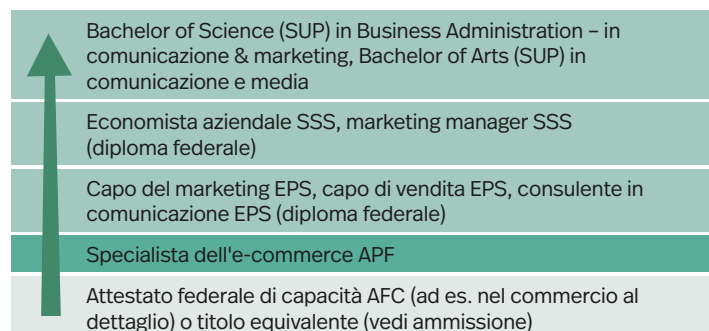 Bachelor of Science (SUP) in Business Administration – in
comunicazione & marketing, Bachelor of Arts (SUP) in
comunicazione e media
Economista aziendale SSS, marketing manager SSS
(diploma federale)
Capo del marketing EPS, capo di vendita EPS, consulente in
comunicazione EPS (diploma federale)
Specialista dell'e-commerce APF
Attestato federale di capacità AFC (ad es. nel commercio al
dettaglio) o titolo equivalente (vedi ammissione)